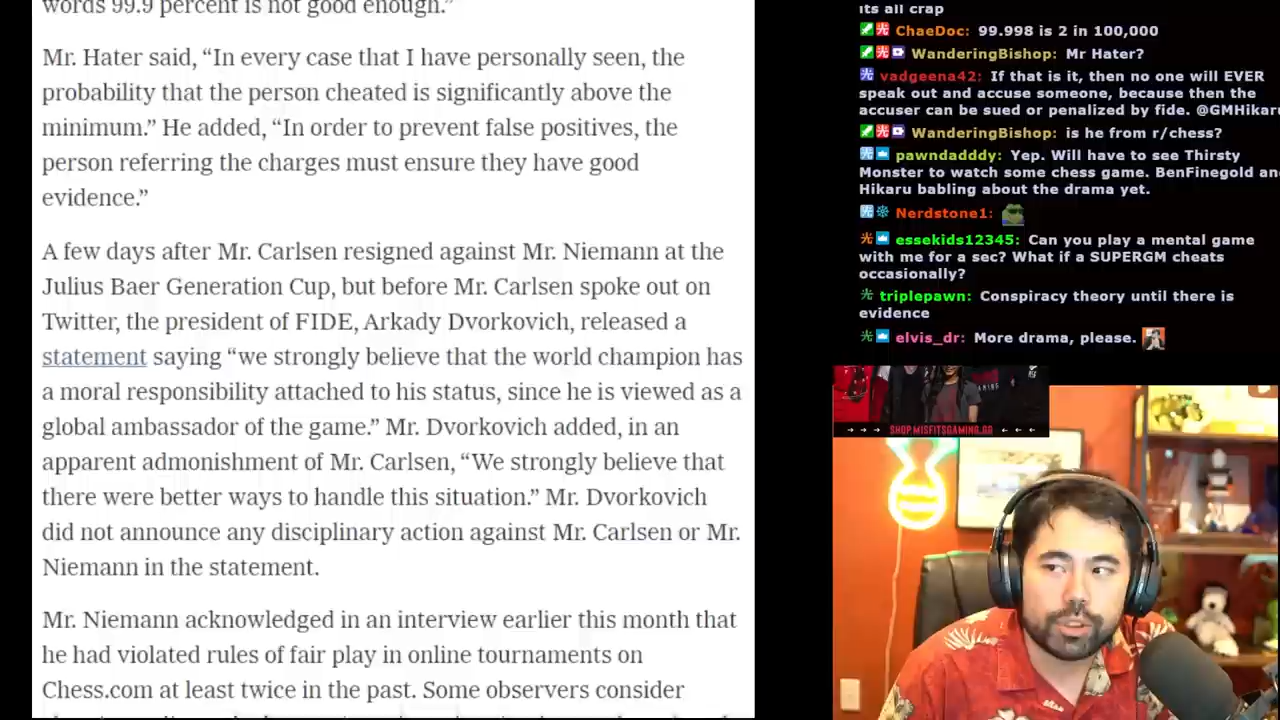 words 99.9 percent is not good enough.”
Mr. Hater said, “In every case that I have personally seen, the
probability that the person cheated is significantly above the
minimum.” He added, “In order to prevent false positives, the
person referring the charges must ensure they have good
evidence.”
A few days after Mr. Carlsen resigned against Mr. Niemann at the
Julius Baer Generation Cup, but before Mr. Carlsen spoke out on
Twitter, the president of FIDE, Arkady Dvorkovich, released a
statement saying “we strongly believe that the world champion has
a moral responsibility attached to his status, since he is viewed as a
global ambassador of the game.” Mr. Dvorkovich added, in an
apparent admonishment of Mr. Carlsen, “We strongly believe that
there were better ways to handle this situation.” Mr. Dvorkovich
did not announce any disciplinary action against Mr. Carlsen or Mr.
Niemann in the statement.
Mr. Niemann acknowledged in an interview earlier this month that
he had violated rules of fair play in online tournaments on
Chess.com at least twice in the past. Some observers consider
its all crap
ChaeDoc: 99.998 is 2 in 100,000
WanderingBishop: Mr Hater?
vadgeena42: If that is it, then no one will EVER
speak out and accuse someone, because then the
accuser can be sued or penalized by fide. @GMHikaru
WanderingBishop: is he from r/chess?
pawndadddy: Yep. Will have to see Thirsty
Monster to watch some chess game. BenFinegold and
Hikaru babling about the drama yet.
Nerdstone1:
essekids12345: Can you play a mental game
with me for a sec? What if a SUPERGM cheats
occasionally?
triplepawn: Conspiracy theory until there is
evidence
elvis_dr: More drama, please.
SHOP.MISFITSGAMING.GG